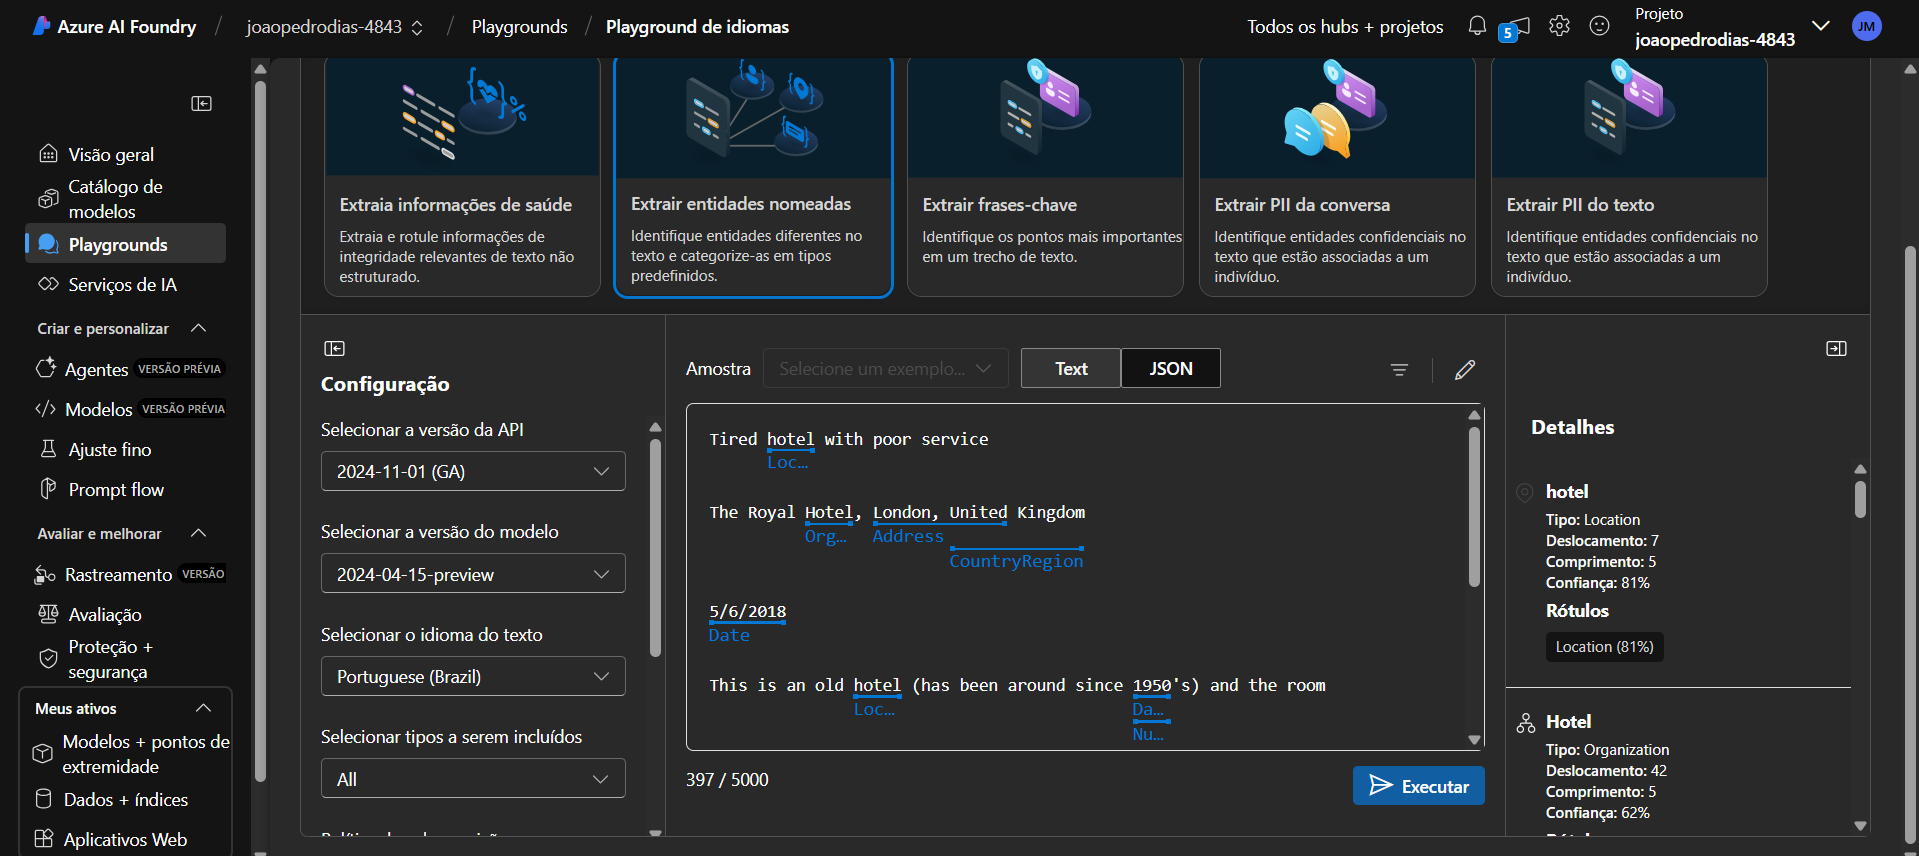 Azure AI Foundry / joaopedrodias-4843 / Playgrounds / Playground de idiomas
Todos os hubs + projetos
5
Projeto
joaopedrodias-4843
JM
Visão geral
Catálogo de
modelos
Playgrounds
Serviços de IA
Criar e personalizar
Agentes VERSÃO PRÉVIA
Modelos VERSÃO PRÉVIA
Ajuste fino
Prompt flow
Avaliar e melhorar
Rastreamento VERSÃO
Avaliação
Proteção +
segurança
Meus ativos
Modelos + pontos de
extremidade
Dados + índices
Aplicativos Web
Extraia informações de saúde
Extraia e rotule informações de
integridade relevantes de texto não
estruturado.
Extrair entidades nomeadas
Identifique entidades diferentes no
texto e categorize-as em tipos
predefinidos.
Extrair frases-chave
Identifique os pontos mais importantes
em um trecho de texto.
Extrair PII da conversa
Identifique entidades confidenciais no
texto que estão associadas a um
indivíduo.
Extrair PII do texto
Identifique entidades confidenciais no
texto que estão associadas a um
indivíduo.
Configuração
Selecionar a versão da API
2024-11-01 (GA)
Selecionar a versão do modelo
2024-04-15-preview
Selecionar o idioma do texto
Portuguese (Brazil)
Selecionar tipos a serem incluídos
All
Amostra
Selecione um exemplo...
Text
JSON
Tired hotel with poor service
Loc...
The Royal Hotel, London, United Kingdom
Org... Address
CountryRegion
5/6/2018
Date
This is an old hotel (has been around since 1950's) and the room
Loc... Da...
Nu...
397 / 5000
Executar
Detalhes
hotel
Tipo: Location
Deslocamento: 7
Comprimento: 5
Confiança: 81%
Rótulos
Location (81%)
Hotel
Tipo: Organization
Deslocamento: 42
Comprimento: 5
Confiança: 62%